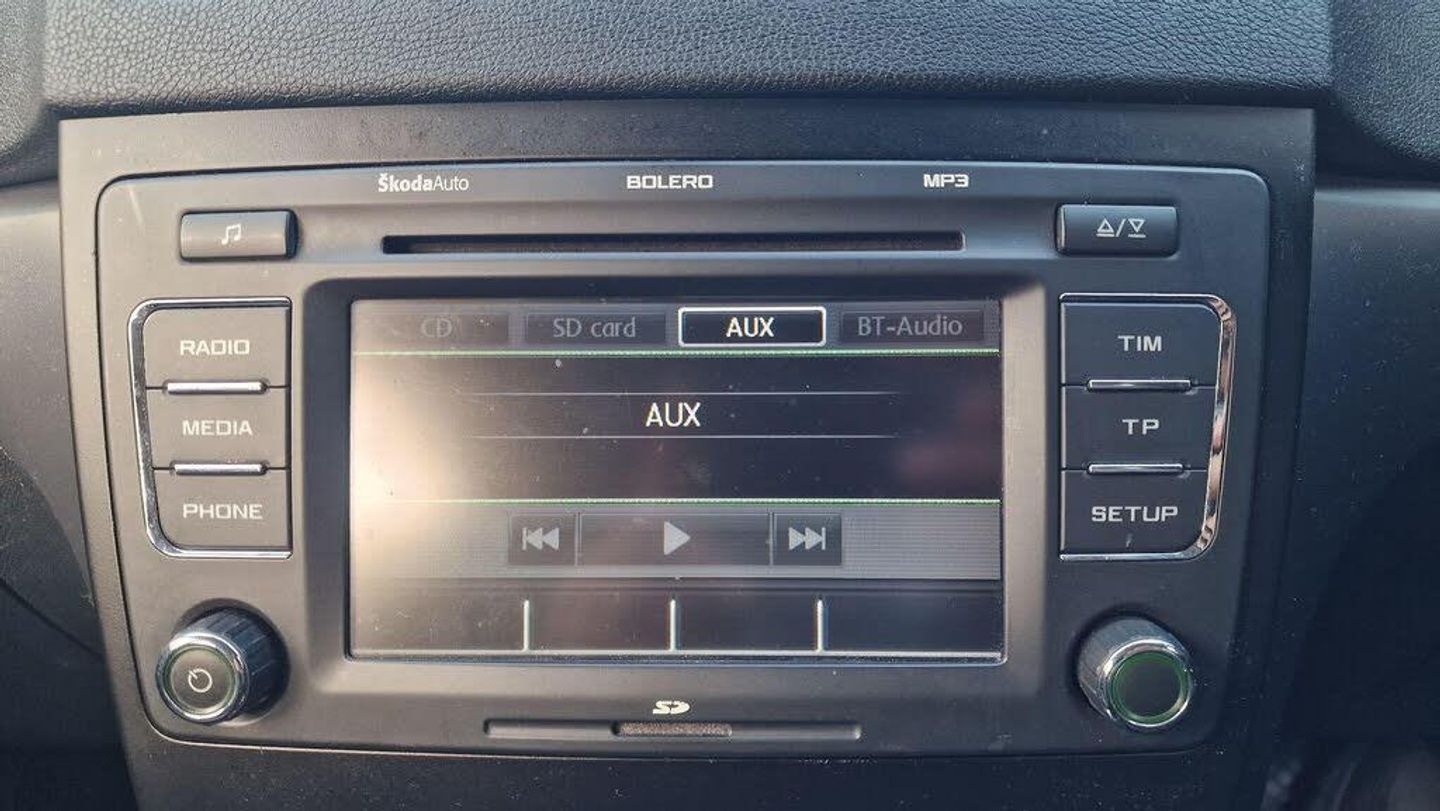 ŠkodaAuto BOLERO MP3
CD SD card AUX BT-Audio
RADIO
TIM
AUX
MEDIA
TP
PHONE
SETUP
SD